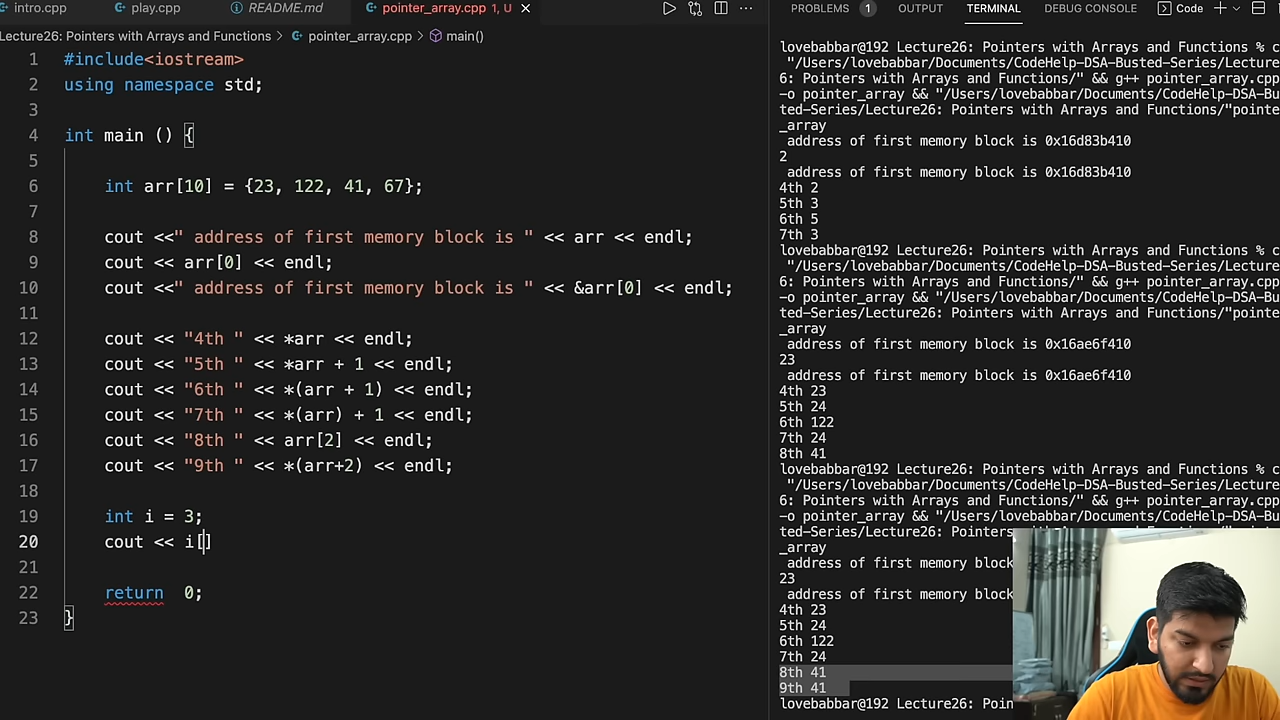 intro.cpp
play.cpp
README.md
pointer_array.cpp 1, U
Lecture26: Pointers with Arrays and Functions > pointer_array.cpp > main()
1 #include<iostream>
2 using namespace std;
3
4 int main () {
5
6 int arr[10] = {23, 122, 41, 67};
7
8 cout <<" address of first memory block is " << arr << endl;
9 cout << arr[0] << endl;
10 cout <<" address of first memory block is " << &arr[0] << endl;
11
12 cout << "4th " << *arr << endl;
13 cout << "5th " << *arr + 1 << endl;
14 cout << "6th " << *(arr + 1) << endl;
15 cout << "7th " << *(arr) + 1 << endl;
16 cout << "8th " << arr[2] << endl;
17 cout << "9th " << *(arr+2) << endl;
18
19 int i = 3;
20 cout << i[]
21
22 return 0;
23 }
PROBLEMS 1 OUTPUT TERMINAL DEBUG CONSOLE Code
lovebabbar@192 Lecture26: Pointers with Arrays and Functions % c
"/Users/lovebabbar/Documents/CodeHelp-DSA-Busted-Series/Lecture
6: Pointers with Arrays and Functions/" && g++ pointer_array.cpp
-o pointer_array && "/Users/lovebabbar/Documents/CodeHelp-DSA-Bu
ted-Series/Lecture26: Pointers with Arrays and Functions/"pointe
_array
address of first memory block is 0x16d83b410
2
address of first memory block is 0x16d83b410
4th 2
5th 3
6th 5
7th 3
lovebabbar@192 Lecture26: Pointers with Arrays and Functions % c
"/Users/lovebabbar/Documents/CodeHelp-DSA-Busted-Series/Lecture
6: Pointers with Arrays and Functions/" && g++ pointer_array.cpp
-o pointer_array && "/Users/lovebabbar/Documents/CodeHelp-DSA-Bu
ted-Series/Lecture26: Pointers with Arrays and Functions/"pointe
_array
address of first memory block is 0x16ae6f410
23
address of first memory block is 0x16ae6f410
4th 23
5th 24
6th 122
7th 24
8th 41
lovebabbar@192 Lecture26: Pointers with Arrays and Functions % c
"/Users/lovebabbar/Documents/CodeHelp-DSA-Busted-Series/Lecture
6: Pointers with Arrays and Functions/" && g++ pointer_array.cpp
-o pointer_array && "/Users/lovebabbar/Documents/CodeHelp-DSA-Bu
ted-Series/Lecture26:
_array
address of first memory block
23
address of first memory block
4th 23
5th 24
6th 122
7th 24
8th 41
9th 41
lovebabbar@192 Lecture26: Poin